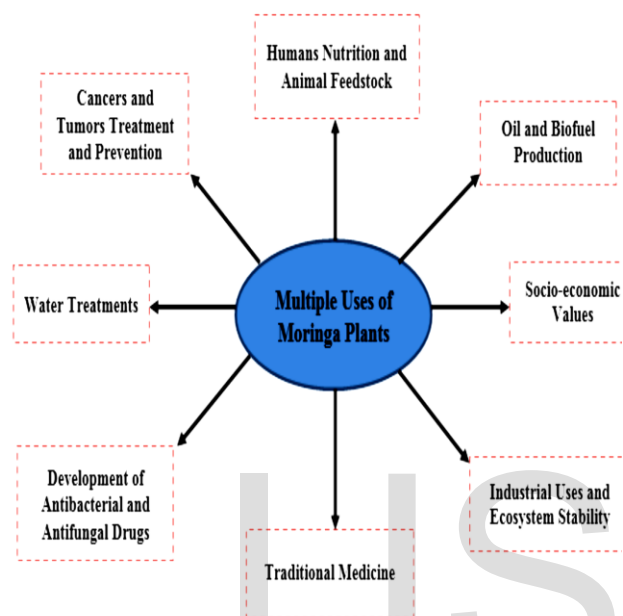 Humans Nutrition and
Animal Feedstock
Cancers and
Tumors Treatment
and Prevention
Oil and Biofuel
Production
Water Treatments
Multiple Uses of
Moringa Plants
Socio-economic
Values
Development of
Antibacterial and
Antifungal Drugs
Industrial Uses and
Ecosystem Stability
Traditional Medicine